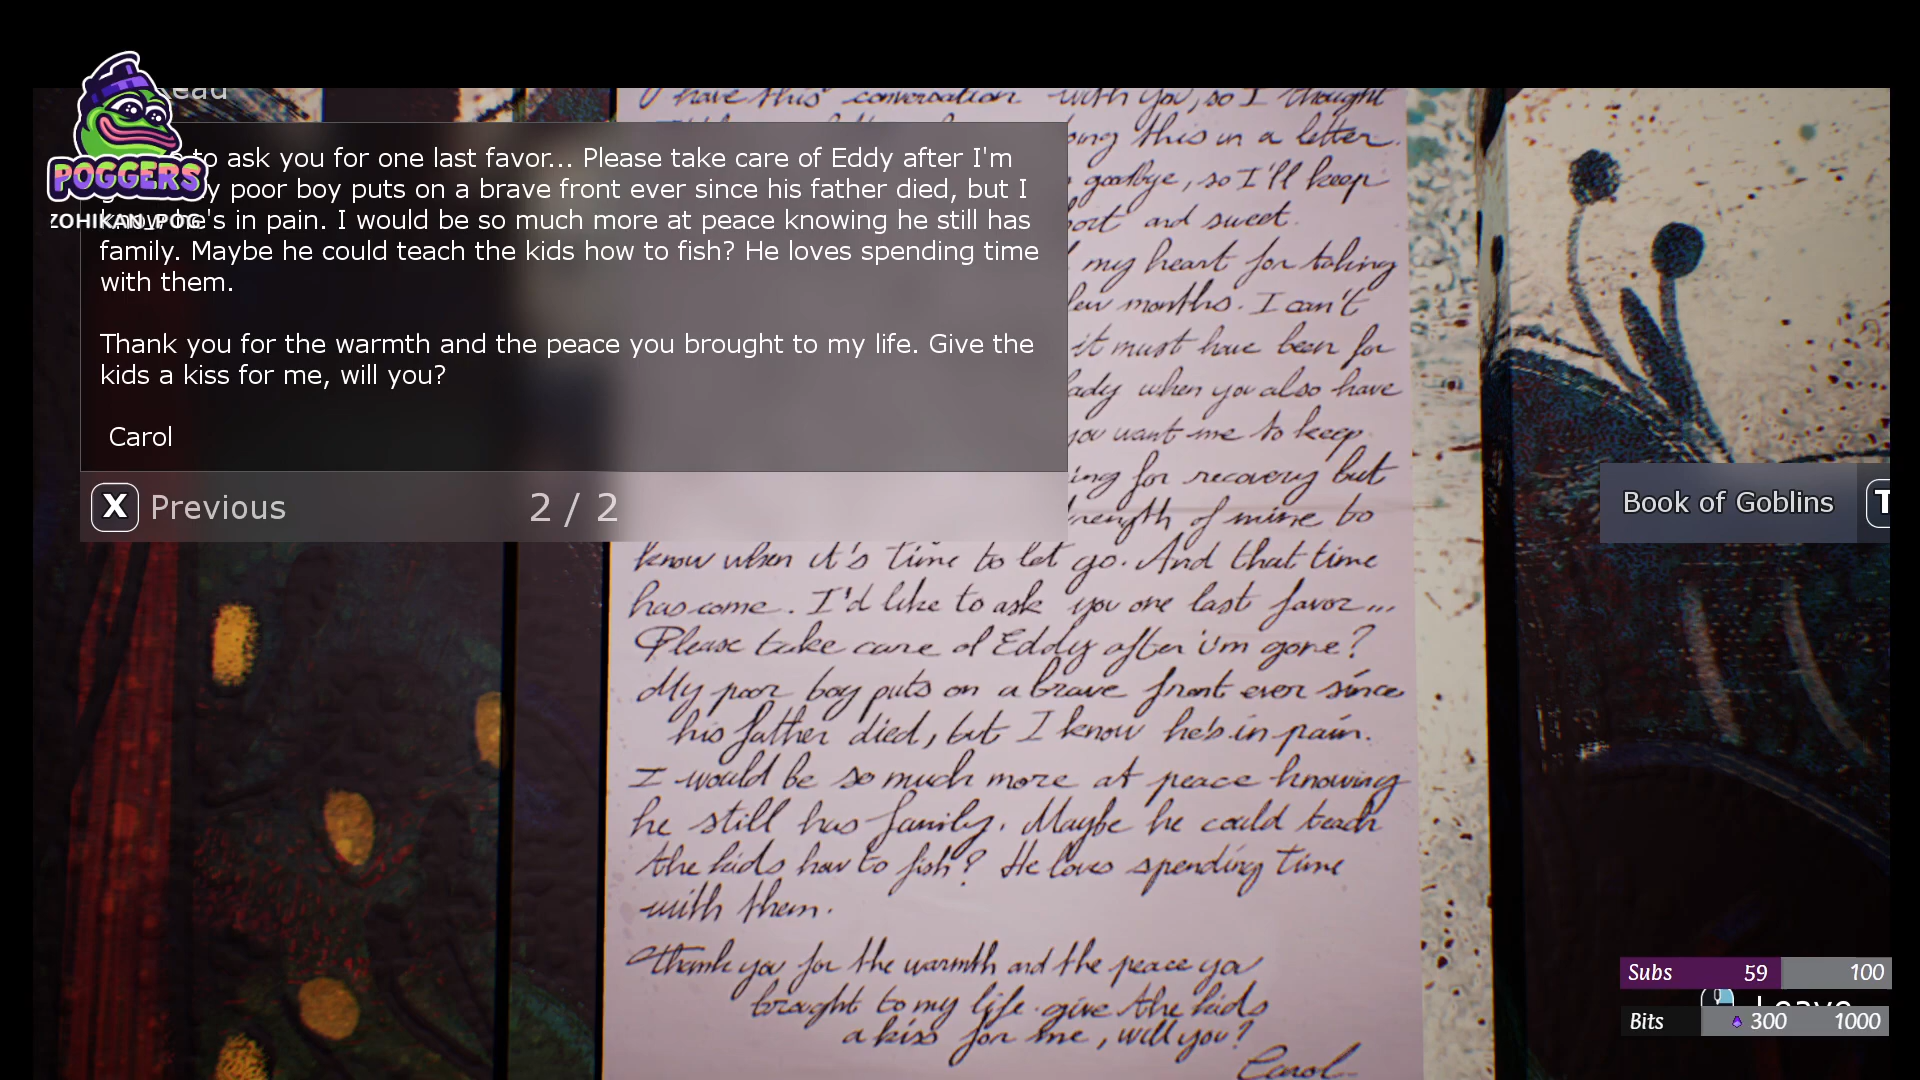 ead
to ask you for one last favor... Please take care of Eddy after I'm
y poor boy puts on a brave front ever since his father died, but I
know he's in pain. I would be so much more at peace knowing he still has
family. Maybe he could teach the kids how to fish? He loves spending time
with them.
Thank you for the warmth and the peace you brought to my life. Give the
kids a kiss for me, will you?
Carol
X Previous 2 / 2
POGGERS
ZOHIKAN_POG
I have this conversation with you, so I thought
oing this in a letter.
goodbye, so I'll keep
ort and sweet.
my heart for taking
few months. I can't
it must have been for
lady when you also have
you want me to keep
ing for recovery but
trength of mine to
know when it's time to let go. And that time
has come. I'd like to ask you one last favor...
Please take care of Eddy after i'm gone?
My poor boy puts on a brave front ever since
his father died, but I know he's in pain.
I would be so much more at peace knowing
he still has family. Maybe he could teach
the kids how to fish? He loves spending time
with them.
thank you for the warmth and the peace you
brought to my life. give the kids
a kiss for me, will you?
Carol
Book of Goblins T
Subs 59 100
Leave
Bits 300 1000